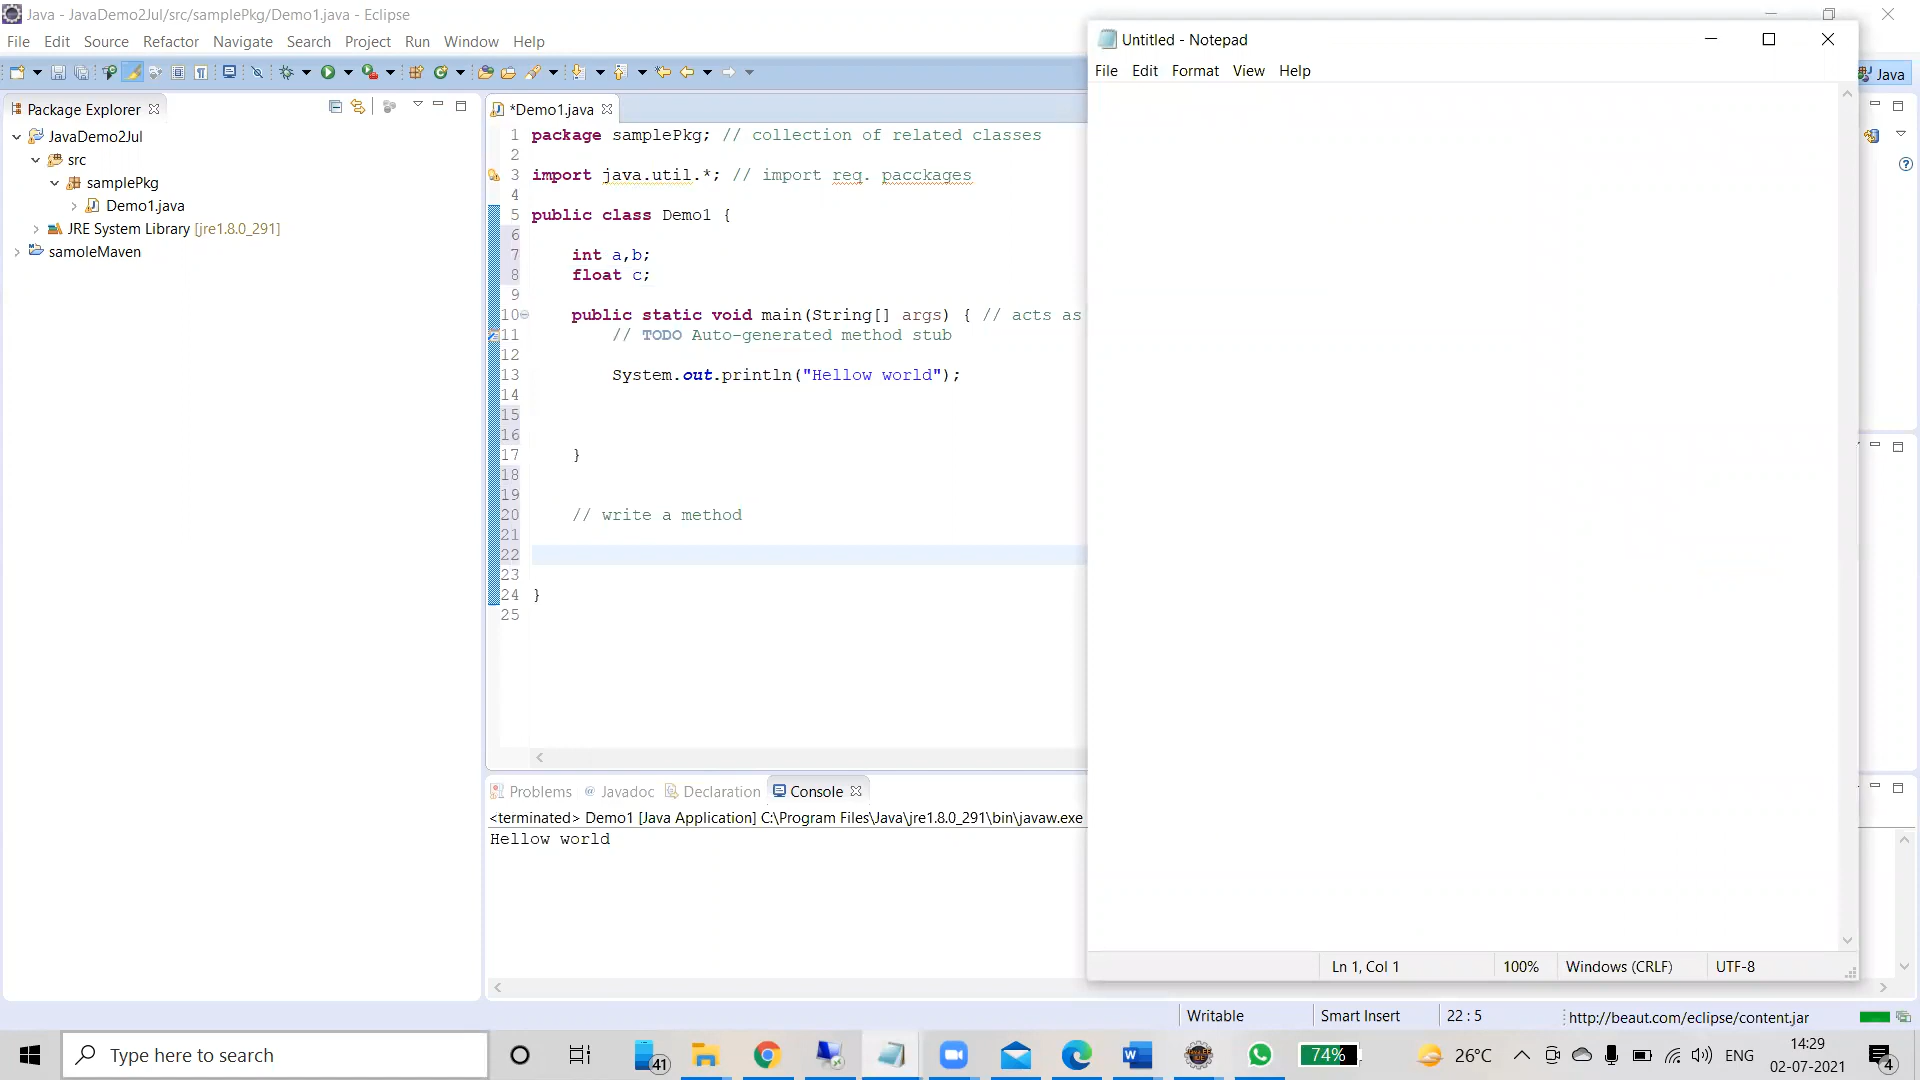 Java - JavaDemo2Jul/src/samplePkg/Demo1.java - Eclipse
File Edit Source Refactor Navigate Search Project Run Window Help
Java
Package Explorer
JavaDemo2Jul
src
samplePkg
Demo1.java
JRE System Library [jre1.8.0_291]
samoleMaven
*Demo1.java
1 package samplePkg; // collection of related classes
2
3 import java.util.*; // import req. pacckages
4
5 public class Demo1 {
6
7 int a,b;
8 float c;
9
10 public static void main(String[] args) { // acts as
11 // TODO Auto-generated method stub
12
13 System.out.println("Hellow world");
14
15
16
17 }
18
19
20 // write a method
21
22
23
24 }
25
Problems @ Javadoc Declaration Console
<terminated> Demo1 [Java Application] C:\Program Files\Java\jre1.8.0_291\bin\javaw.exe
Hellow world
Untitled - Notepad
File Edit Format View Help
Ln 1, Col 1 100% Windows (CRLF) UTF-8
Writable Smart Insert 22 : 5 http://beaut.com/eclipse/content.jar
Type here to search
41
74%
26°C
ENG
14:29
02-07-2021
4